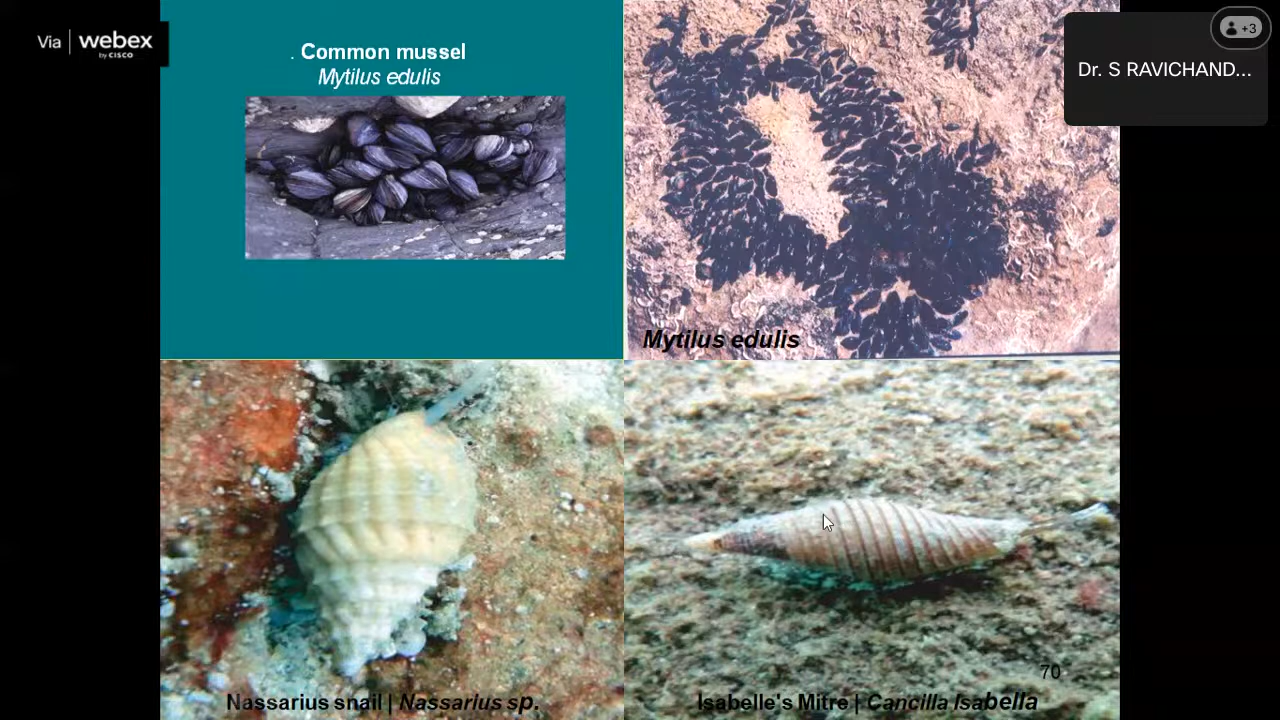 Via | webex
by CISCO
. Common mussel
Mytilus edulis
+3
Dr. S RAVICHAND...
Mytilus edulis
Nassarius snail | Nassarius sp.
70
Isabelle's Mitre | Cancilla Isabella